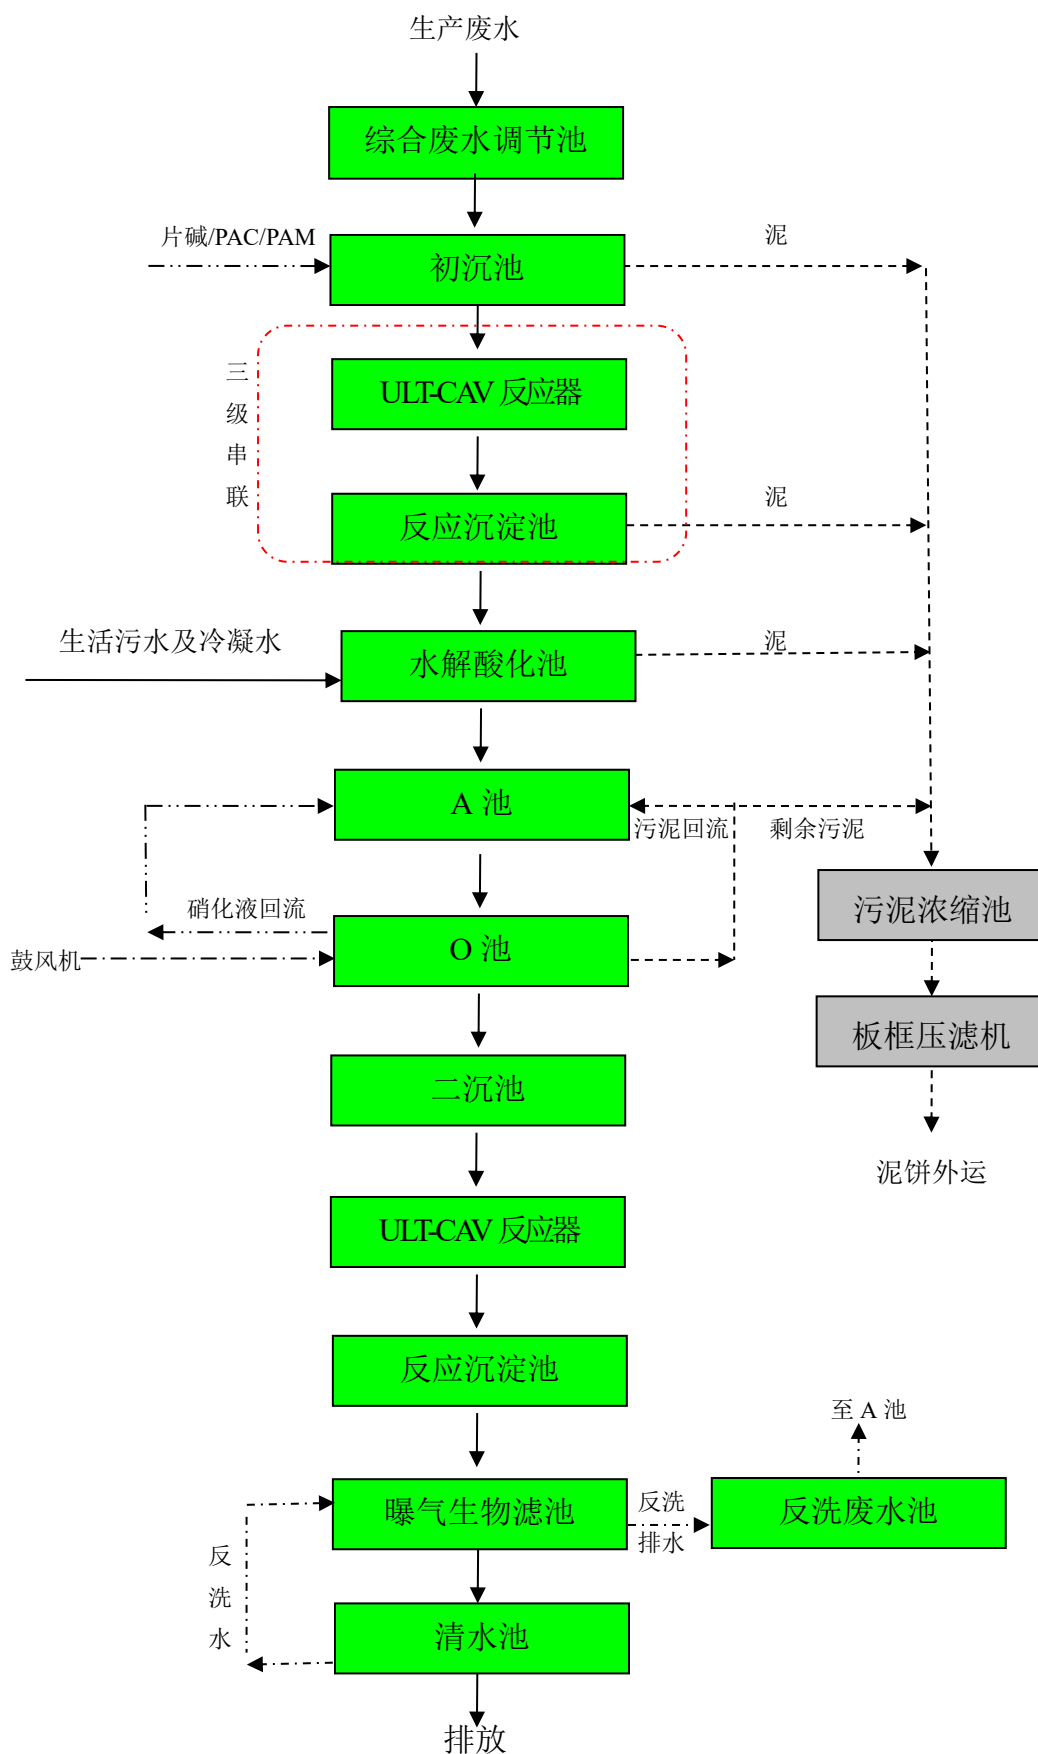 生产废水
综合废水调节池
片碱/PAC/PAM
泥
初沉池
三级串联
ULT-CAV 反应器
反应沉淀池
泥
生活污水及冷凝水
水解酸化池
泥
A 池
污泥回流
剩余污泥
硝化液回流
污泥浓缩池
鼓风机
O 池
板框压滤机
二沉池
泥饼外运
ULT-CAV 反应器
反应沉淀池
至 A 池
曝气生物滤池
反洗
排水
反洗废水池
反洗水
清水池
排放